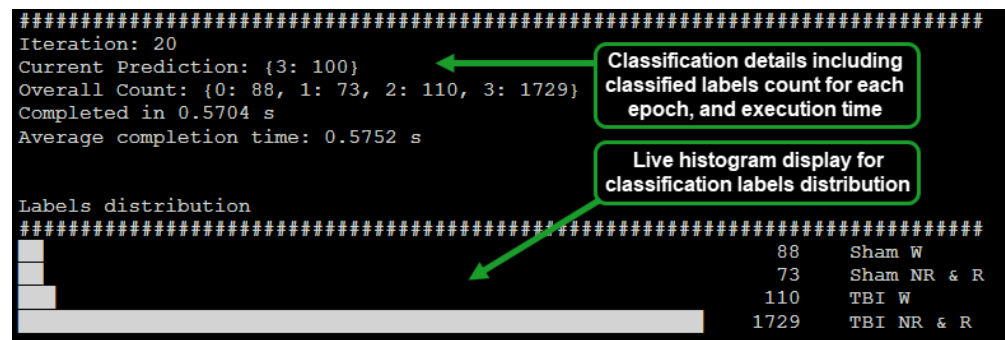 ################################################################################
Iteration: 20
Current Prediction: {3: 100}
Overall Count: {0: 88, 1: 73, 2: 110, 3: 1729}
Completed in 0.5704 s
Average completion time: 0.5752 s
Classification details including
classified labels count for each
epoch, and execution time
Live histogram display for
classification labels distribution
Labels distribution
################################################################################
88 Sham W
73 Sham NR & R
110 TBI W
1729 TBI NR & R